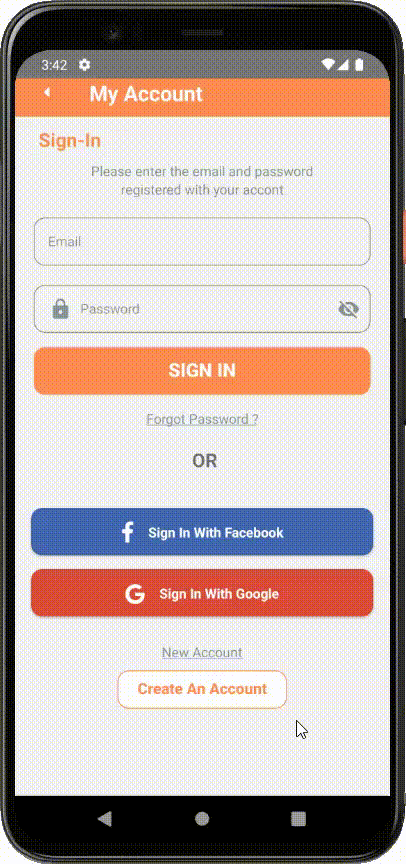 3:42
My Account
Sign-In
Please enter the email and password
registered with your accont
Email
Password
SIGN IN
Forgot Password ?
OR
Sign In With Facebook
Sign In With Google
New Account
Create An Account